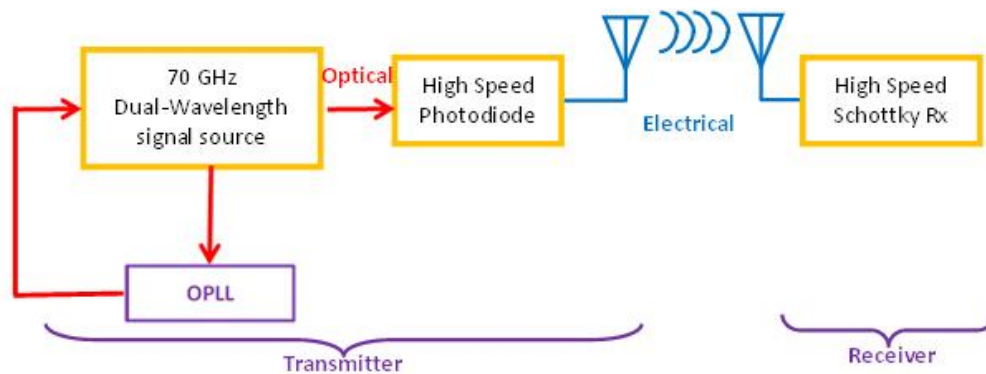 70 GHz
Dual-Wavelength
signal source
Optical
High Speed
Photodiode
Electrical
High Speed
Schottky Rx
OPLL
Transmitter
Receiver